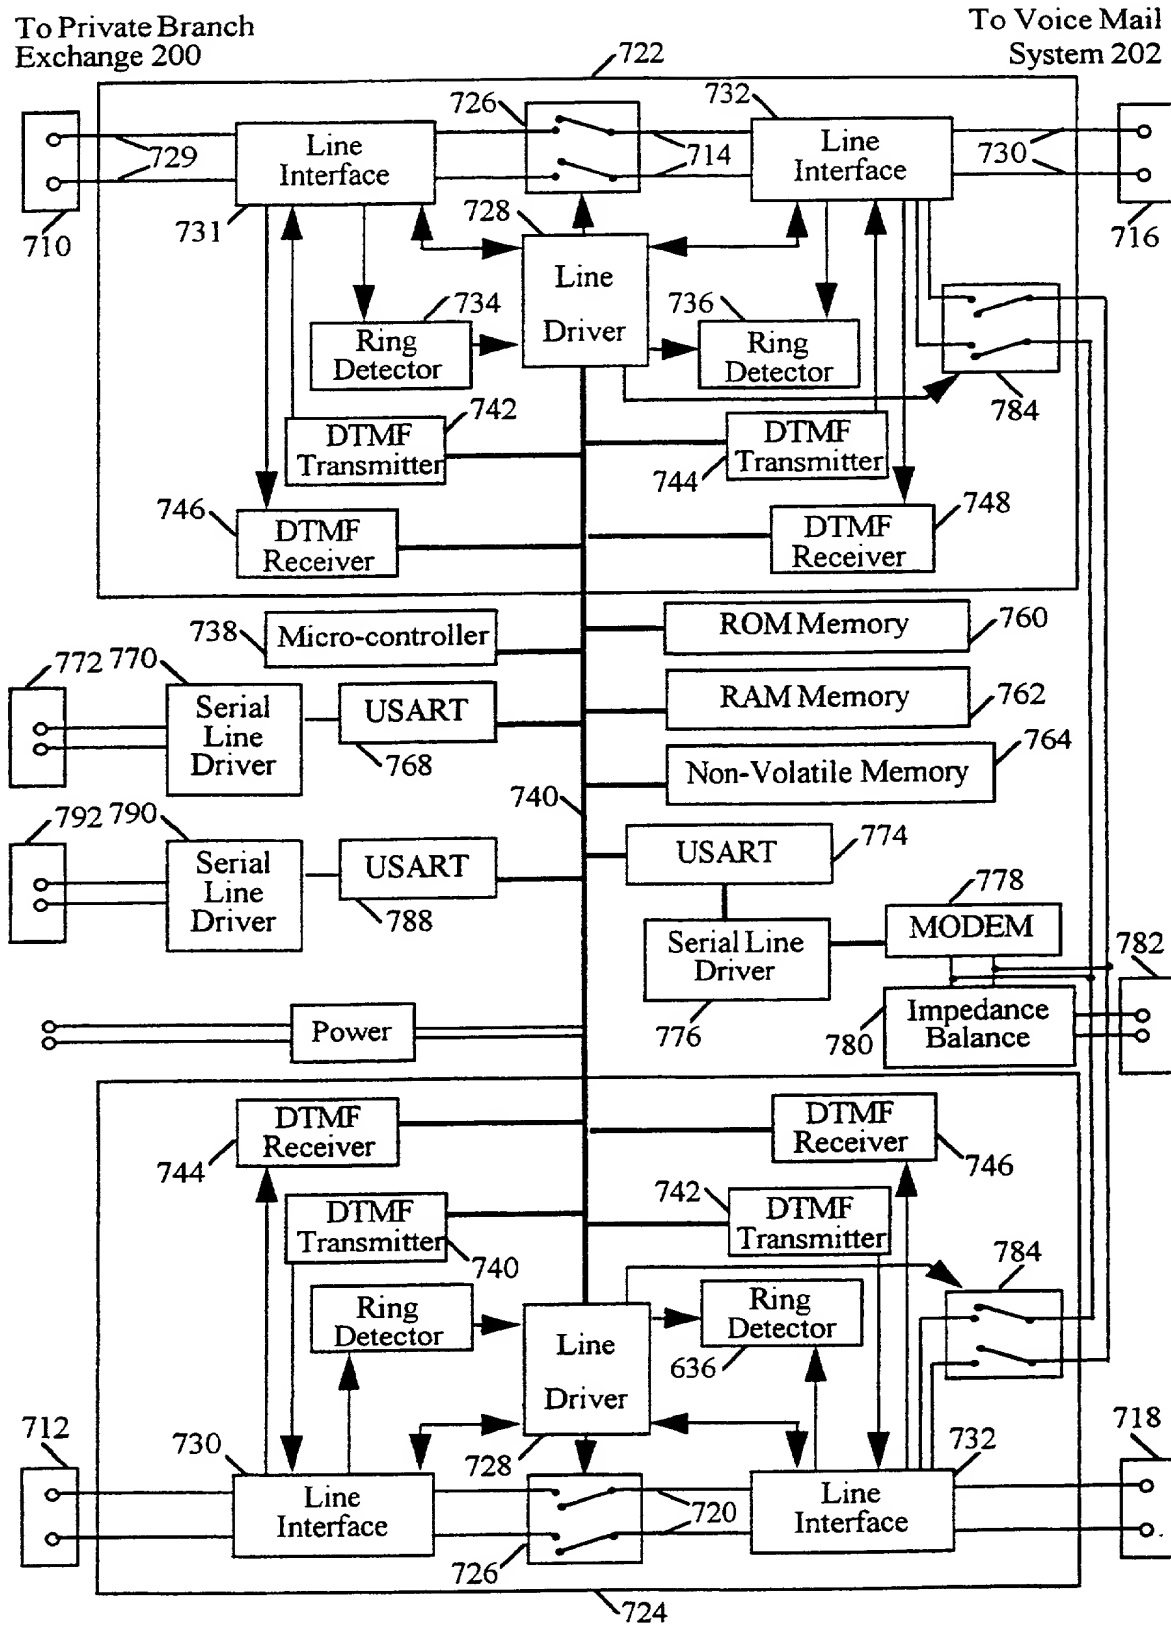 To Private Branch
Exchange 200
To Voice Mail
System 202
722
726
732
Line
Interface
729
714
Line
Interface
730
710
731
728
716
Line
Driver
734
736
Ring
Detector
Ring
Detector
784
742
DTMF
Transmitter
DTMF
Transmitter
744
746
DTMF
Receiver
DTMF
Receiver
748
738
Micro-controller
ROM Memory
760
772
770
Serial
Line
Driver
USART
768
RAM Memory
762
764
Non-Volatile Memory
740
792
790
Serial
Line
Driver
USART
788
USART
774
778
MODEM
Serial Line
Driver
776
782
780
Impedance
Balance
Power
DTMF
Receiver
744
DTMF
Receiver
746
742
DTMF
Transmitter
740
DTMF
Transmitter
784
Ring
Detector
Ring
Detector
636
Line
Driver
712
730
728
732
718
Line
Interface
720
Line
Interface
726
724